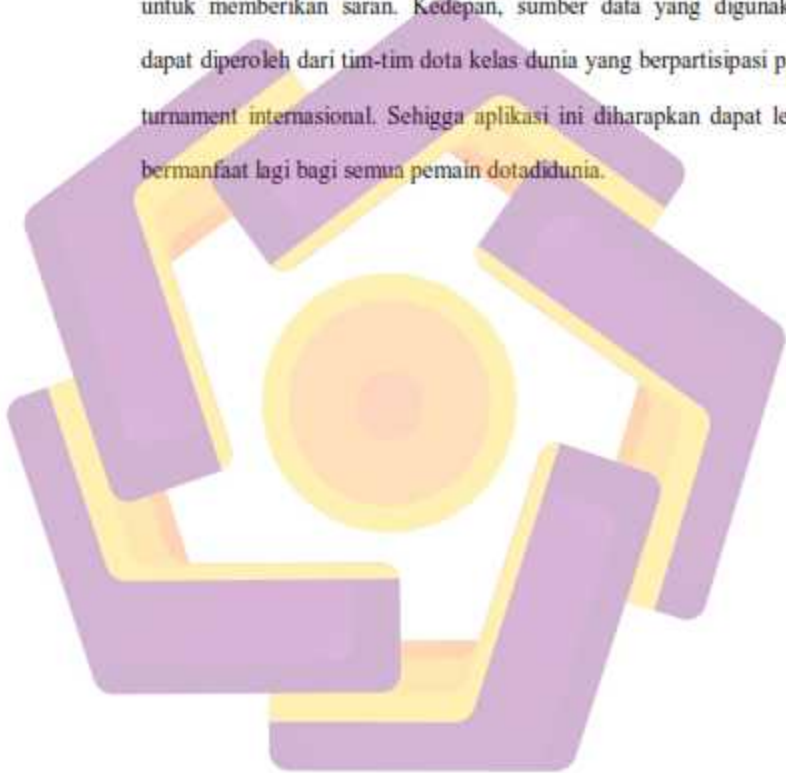 untuk memberikan saran. Kedepan, sumber data yang digunak
dapat diperoleh dari tim-tim dota kelas dunia yang berpartisipasi p
turnament internasional. Sehigga aplikasi ini diharapkan dapat le
bermanfaat lagi bagi semua pemain dotadidunia.